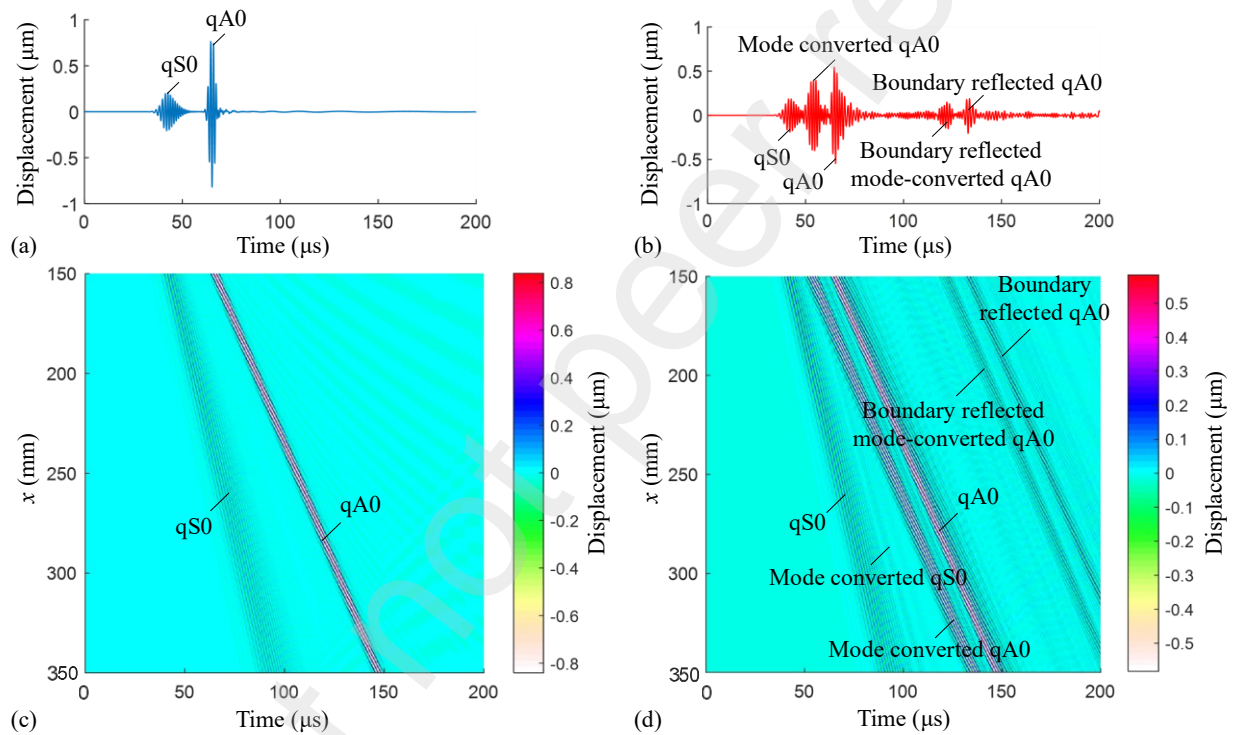 1
0.5
0
-0.5
-1
Displacement (μm)
qS0
qA0
0
50
100
150
200
(a)
Time (μs)
1
0.5
0
-0.5
-1
Displacement (μm)
Mode converted qA0
Boundary reflected qA0
qS0
qA0
Boundary reflected
mode-converted qA0
0
50
100
150
200
(b)
Time (μs)
150
200
250
300
350
x (mm)
qS0
qA0
0
50
100
150
200
(c)
Time (μs)
0.8
0.6
0.4
0.2
0
-0.2
-0.4
-0.6
-0.8
Displacement (μm)
150
200
250
300
350
x (mm)
Boundary
reflected qA0
Boundary reflected
mode-converted qA0
qS0
qA0
Mode converted qS0
Mode converted qA0
0
50
100
150
200
(d)
Time (μs)
0.5
0.4
0.3
0.2
0.1
0
-0.1
-0.2
-0.3
-0.4
-0.5
Displacement (μm)
not peer re